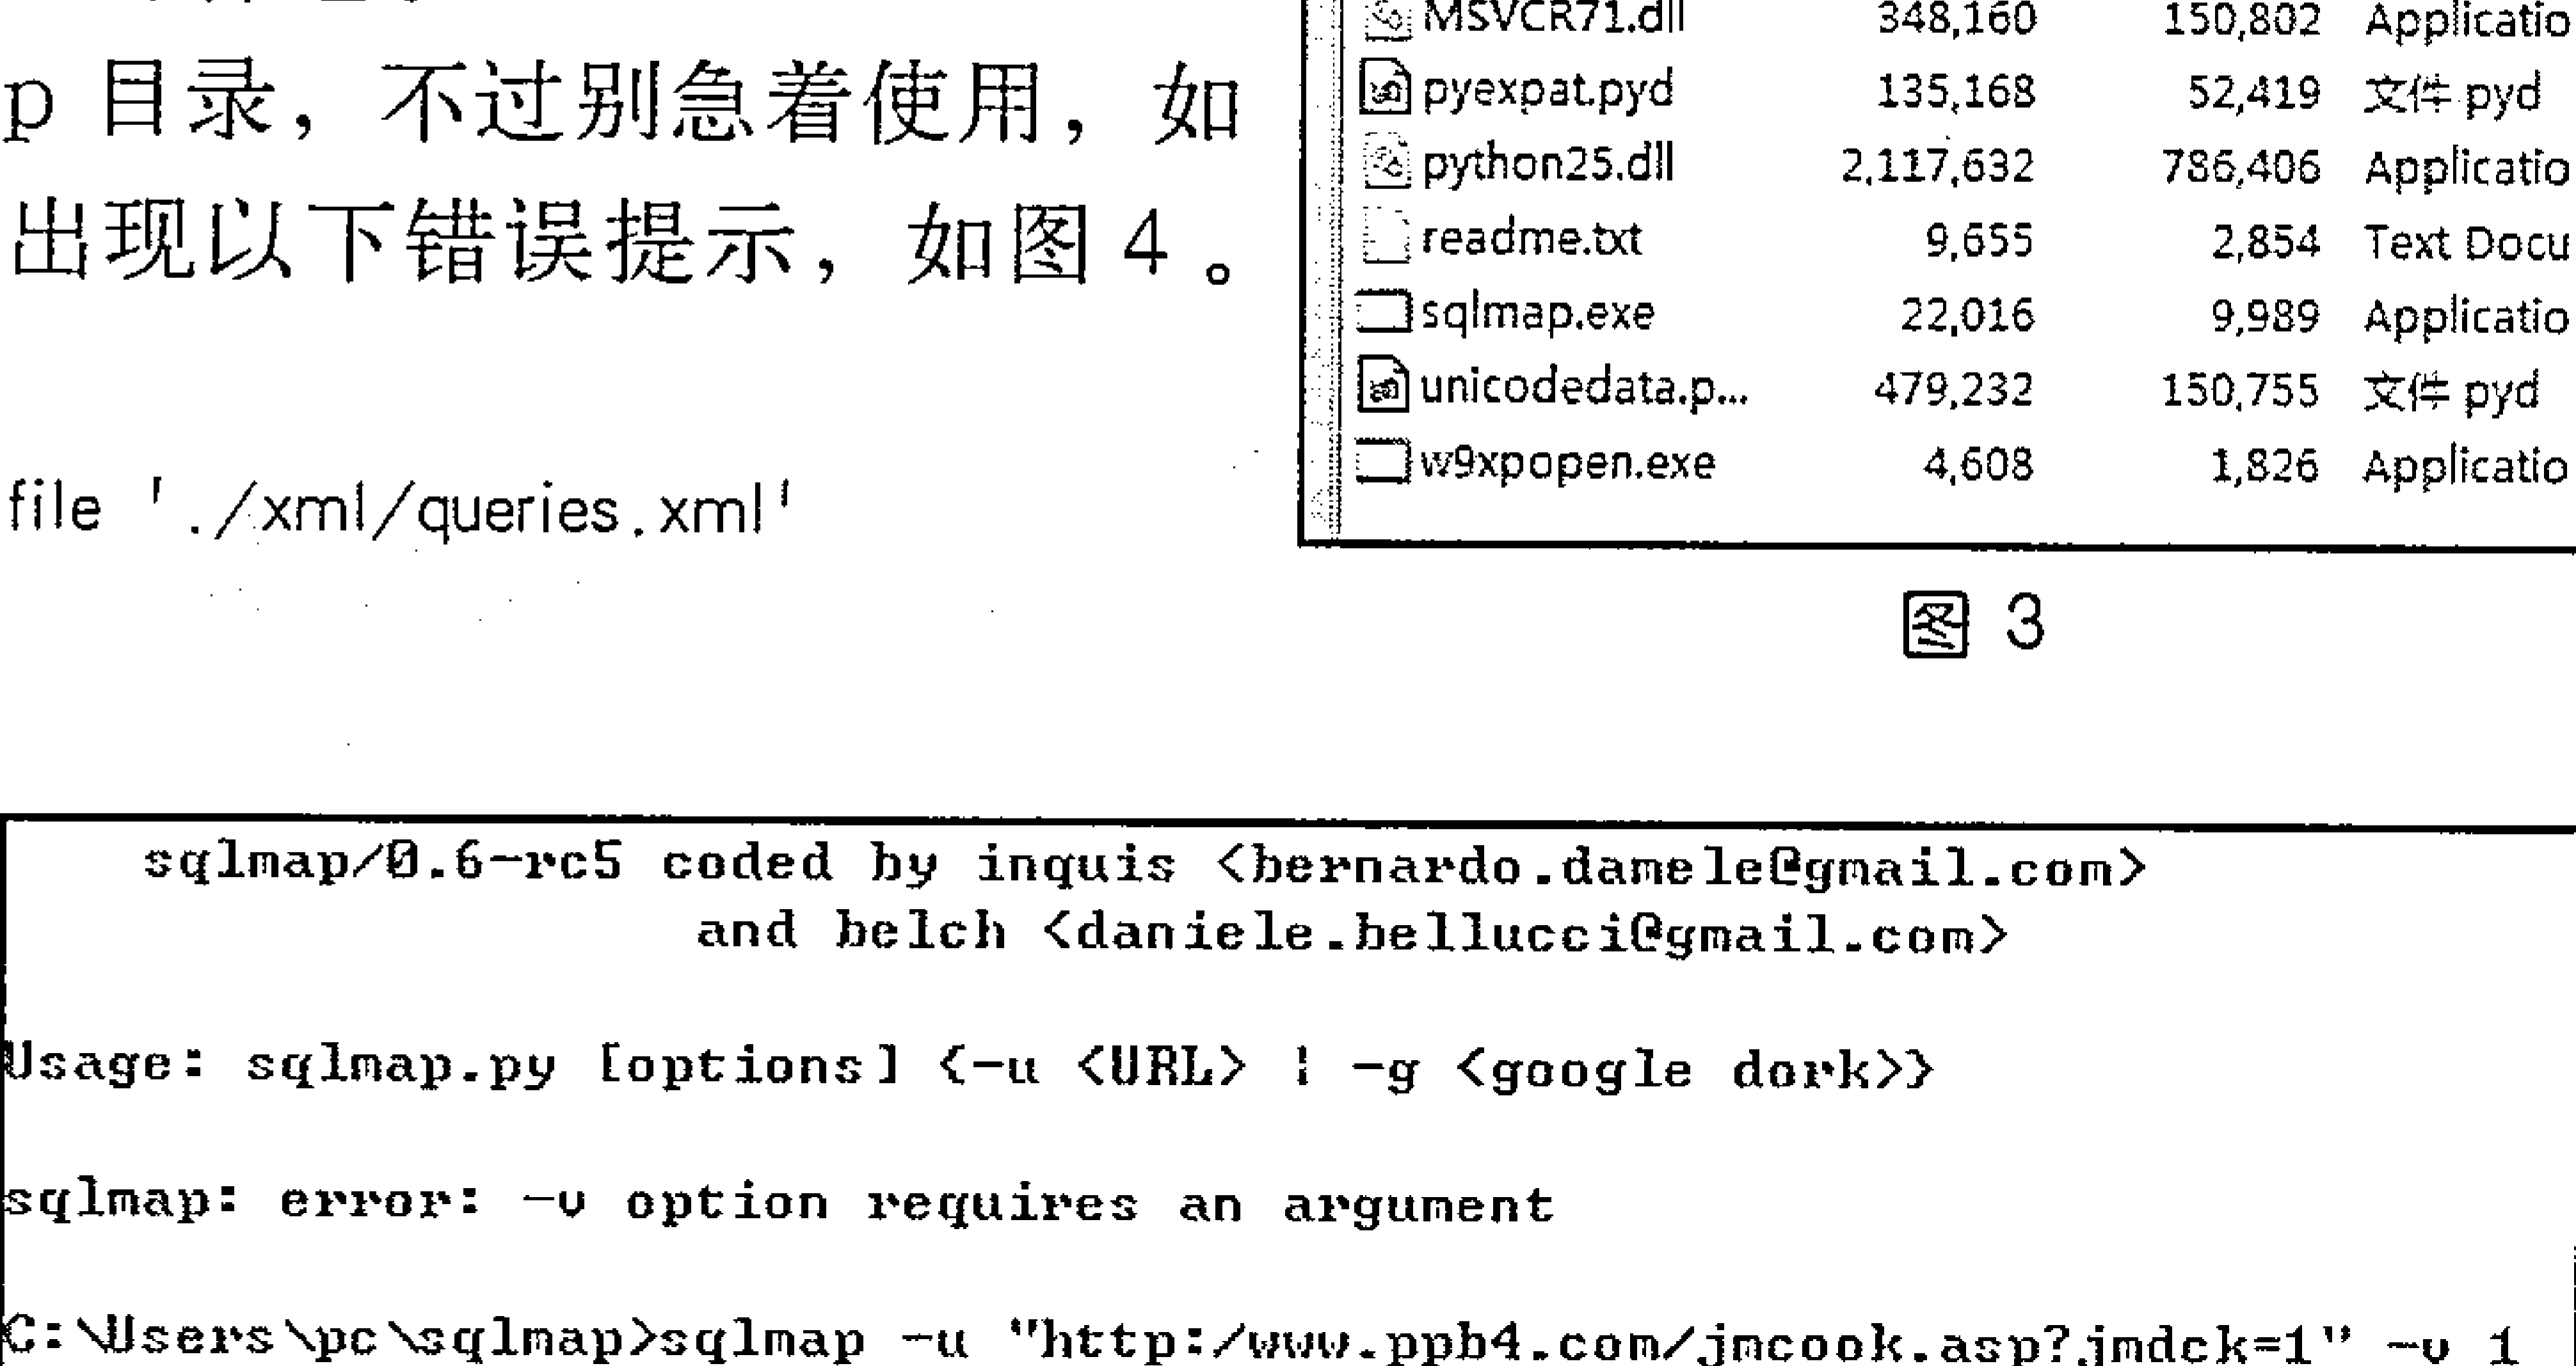 p 目录，不过别急着使用，如
出现以下错误提示，如图 4 。
file './xml/queries.xml'
MSVCR71.dll 348,160 150,802 Applicatio
pyexpat.pyd 135,168 52,419 文件 pyd
python25.dll 2,117,632 786,406 Applicatio
readme.txt 9,655 2,854 Text Docu
sqlmap.exe 22,016 9,989 Applicatio
unicodedata.p... 479,232 150,755 文件 pyd
w9xpopen.exe 4,608 1,826 Applicatio
图 3
sqlmap/0.6-rc5 coded by inquis <bernardo.damele@gmail.com>
and belch <daniele.bellucci@gmail.com>
Usage: sqlmap.py [options] {-u <URL> | -g <google dork>}
sqlmap: error: -v option requires an argument
C:\Users\pc\sqlmap>sqlmap -u "http:/www.ppb4.com/jmcook.asp?jmdck=1" -v 1